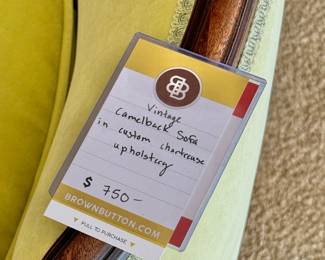 BB
Vintage
Camelback Sofa
in custom chartreuse
upholstery
$ 750-
BROWNBUTTON.COM
PULL TO PURCHASE